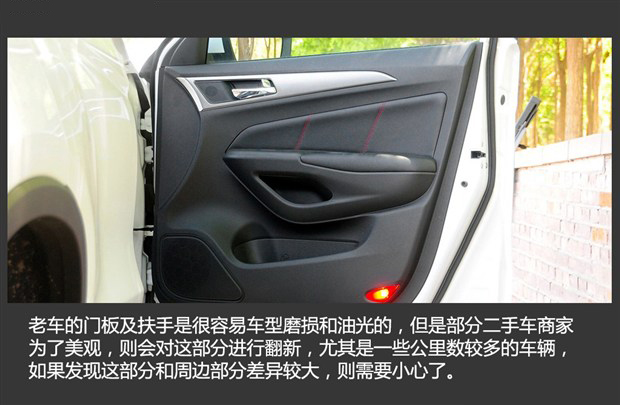 老车的门板及扶手是很容易车型磨损和油光的，但是部分二手车商家
为了美观，则会对这部分进行翻新，尤其是一些公里数较多的车辆，
如果发现这部分和周边部分差异较大，则需要小心了。